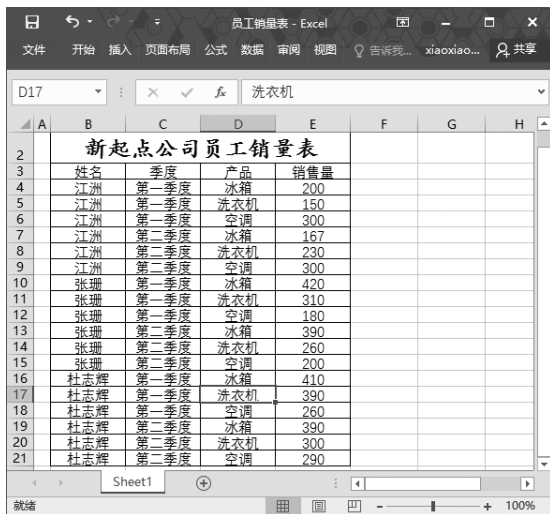 员工销量表 - Excel
文件 开始 插入 页面布局 公式 数据 审阅 视图 告诉我... xiaoxiao... 共享
D17 fx 洗衣机
A B C D E F G H
2 新起点公司员工销量表
3 姓名 季度 产品 销售量
4 江洲 第一季度 冰箱 200
5 江洲 第一季度 洗衣机 150
6 江洲 第一季度 空调 300
7 江洲 第二季度 冰箱 167
8 江洲 第二季度 洗衣机 230
9 江洲 第二季度 空调 300
10 张珊 第一季度 冰箱 420
11 张珊 第一季度 洗衣机 310
12 张珊 第一季度 空调 180
13 张珊 第二季度 冰箱 390
14 张珊 第二季度 洗衣机 260
15 张珊 第二季度 空调 200
16 杜志辉 第一季度 冰箱 410
17 杜志辉 第一季度 洗衣机 390
18 杜志辉 第一季度 空调 260
19 杜志辉 第二季度 冰箱 390
20 杜志辉 第二季度 洗衣机 300
21 杜志辉 第二季度 空调 290
Sheet1
就绪 100%